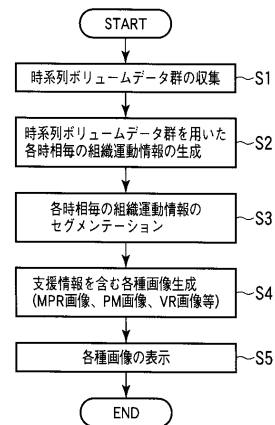 START
時系列ボリュームデータ群の収集 S1
時系列ボリュームデータ群を用いた
各時相毎の組織運動情報の生成 S2
各時相毎の組織運動情報の
セグメンテーション S3
支援情報を含む各種画像生成
(MPR画像、PM画像、VR画像等) S4
各種画像の表示 S5
END